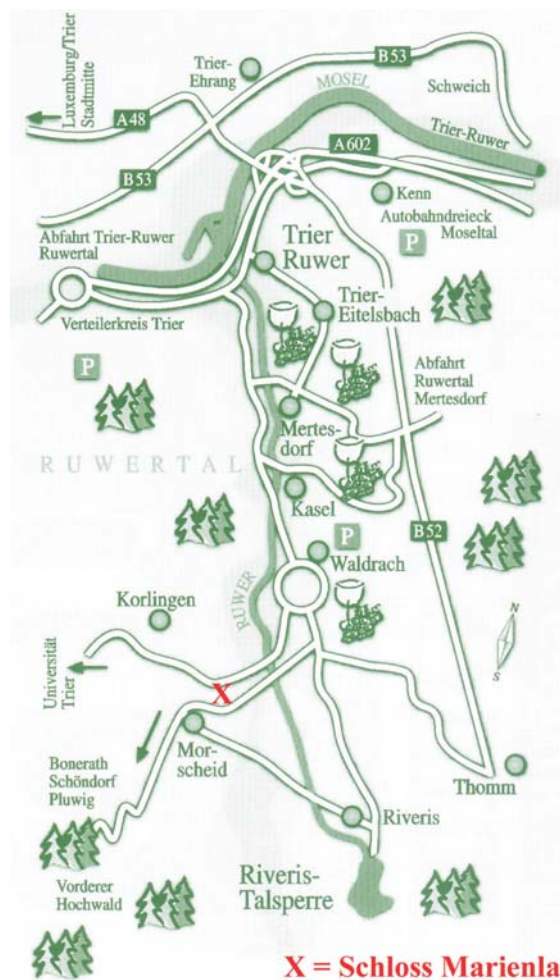 B53
Trier-
Ehrang
Luxemburg/Trier
Stadtmitte
MOSEL
Schweich
A48
Trier-Ruwer
A602
B53
Kenn
Autobahndreieck
Moseltal
P
Abfahrt Trier-Ruwer
Ruwertal
Trier
Ruwer
Trier-
Eitelsbach
Verteilerkreis Trier
P
Abfahrt
Ruwertal
Mertesdorf
Mertes-
dorf
RUWERTAL
Kasel
B52
P
Waldrach
RUWER
Korlingen
N
S
Universität
Trier
X
Mor-
scheid
Bonerath
Schöndorf
Pluwig
Thomm
Riveris
Vorderer
Hochwald
Riveris-
Talsperre
X = Schloss Marienla